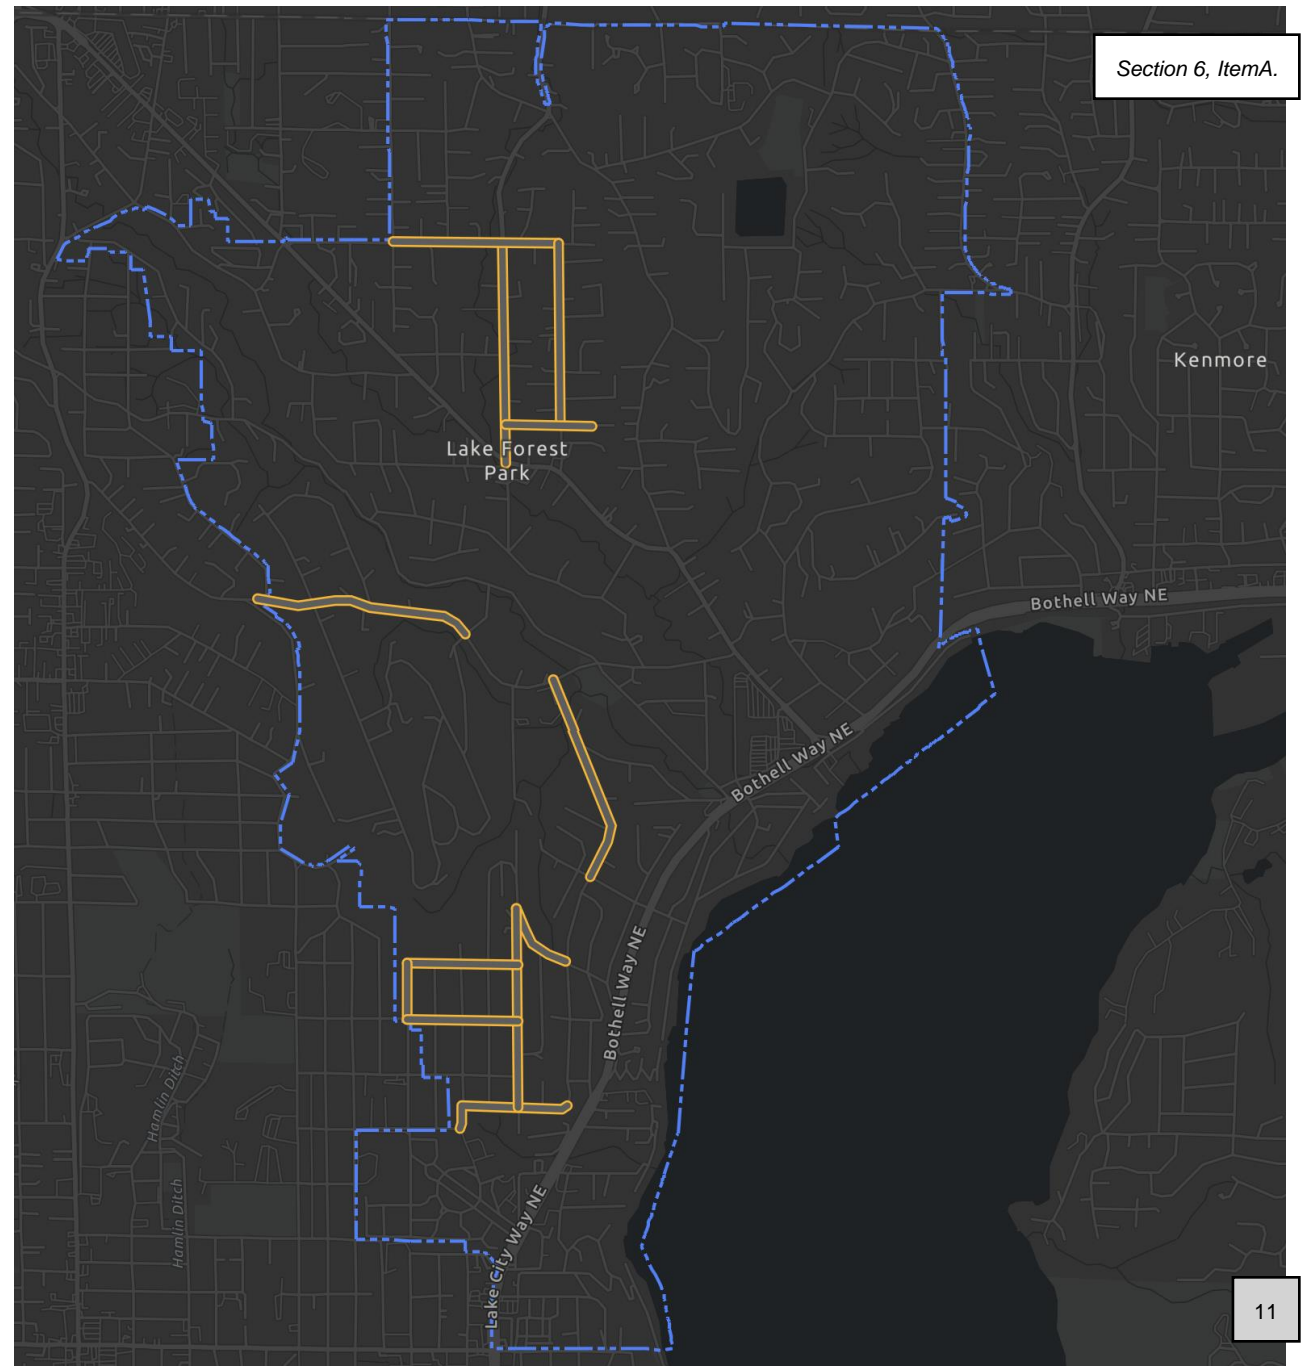 Section 6, ItemA.
Kenmore
Lake Forest
Park
Bothell Way NE
Bothell Way NE
Bothell Way NE
Hamlin Ditch
Hamlin Ditch
Lake City Way NE
11